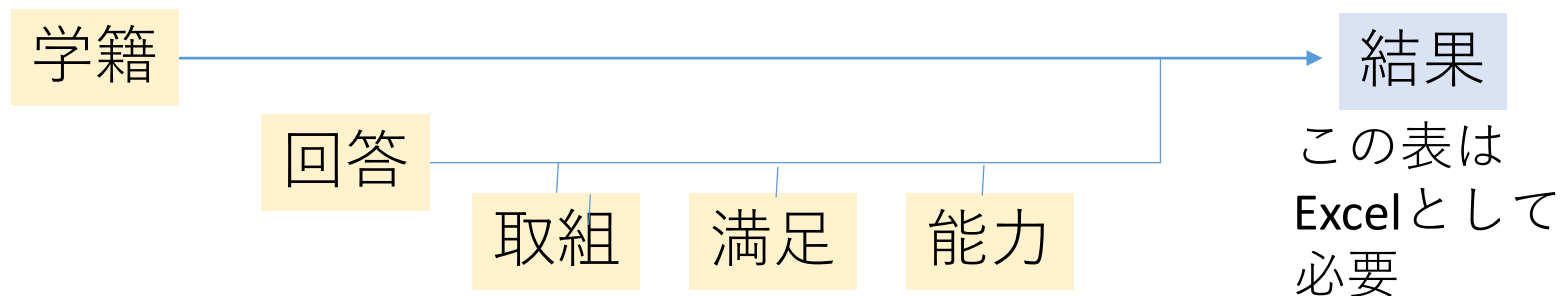 学籍
結果
回答
取組
満足
能力
この表は
Excelとして
必要